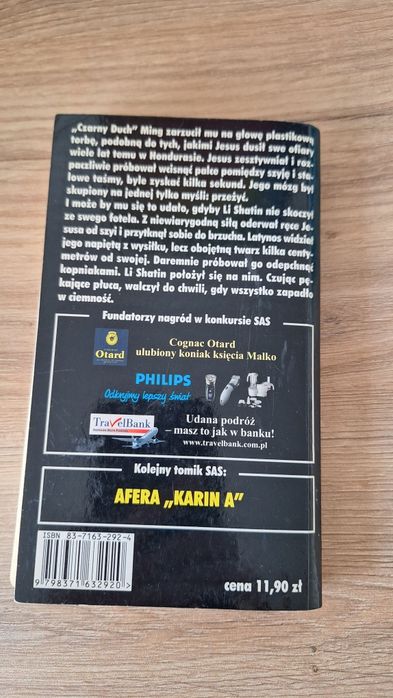 „Czarny Duch" Ming zarzucił mu na głowę plastikową
torbę, podobną do tych, jakimi Jesus dusił swe ofiary
wiele lat temu w Hondurasie. Jesus zesztywniał i roz-
paczliwie próbował wcisnąć palce pomiędzy szyję i sta-
lowe taśmy, byle zyskać kilka sekund. Jego mózg był
skupiony na jednej tylko myśli: przeżyć.
I może by mu się to udało, gdyby Li Shatin nie skoczył
ze swego fotela. Z niewiarygodną siłą oderwał ręce Je-
susa od szyi i przytknął sobie do brzucha. Latynos widział
jego napiętą z wysiłku, lecz obojętną twarz kilka centy-
metrów od swojej. Daremnie próbował go odepchnąć
kopniakami. Li Shatin położył się na nim. Czując pę-
kające płuca, walczył do chwili, gdy wszystko zapadło
w ciemność.
Fundatorzy nagród w konkursie SAS
Otard
Cognac Otard
ulubiony koniak księcia Malko
PHILIPS
Odkryjmy lepszy świat
TravelBank
Udana podróż
– masz to jak w banku!
www.travelbank.com.pl
Kolejny tomik SAS:
AFERA „KARIN A"
ISBN 83-7163-292-4
9 798371 632920 >
cena 11,90 zł